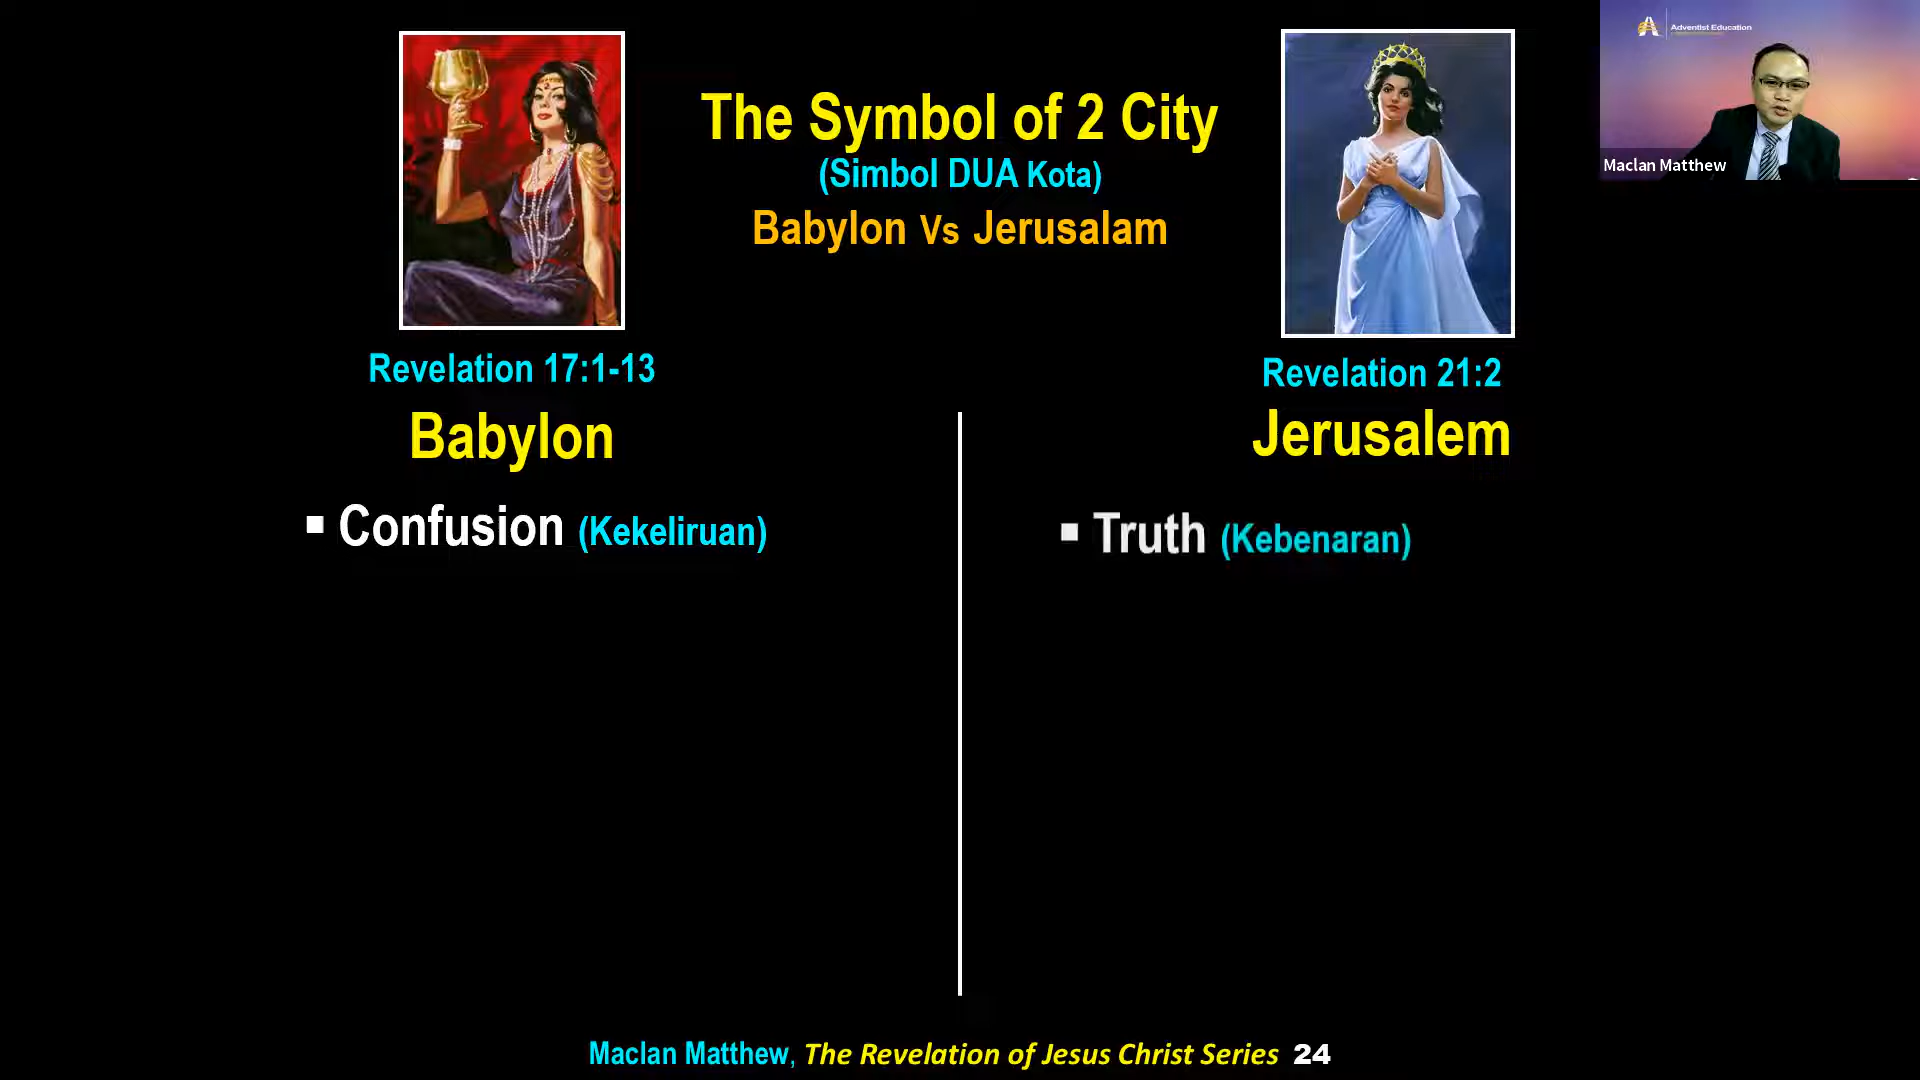 The Symbol of 2 City
(Simbol DUA Kota)
Babylon Vs Jerusalam
Adventist Education
Maclan Matthew
Revelation 17:1-13
Babylon
▪ Confusion (Kekeliruan)
Revelation 21:2
Jerusalem
▪ Truth (Kebenaran)
Maclan Matthew, The Revelation of Jesus Christ Series 24